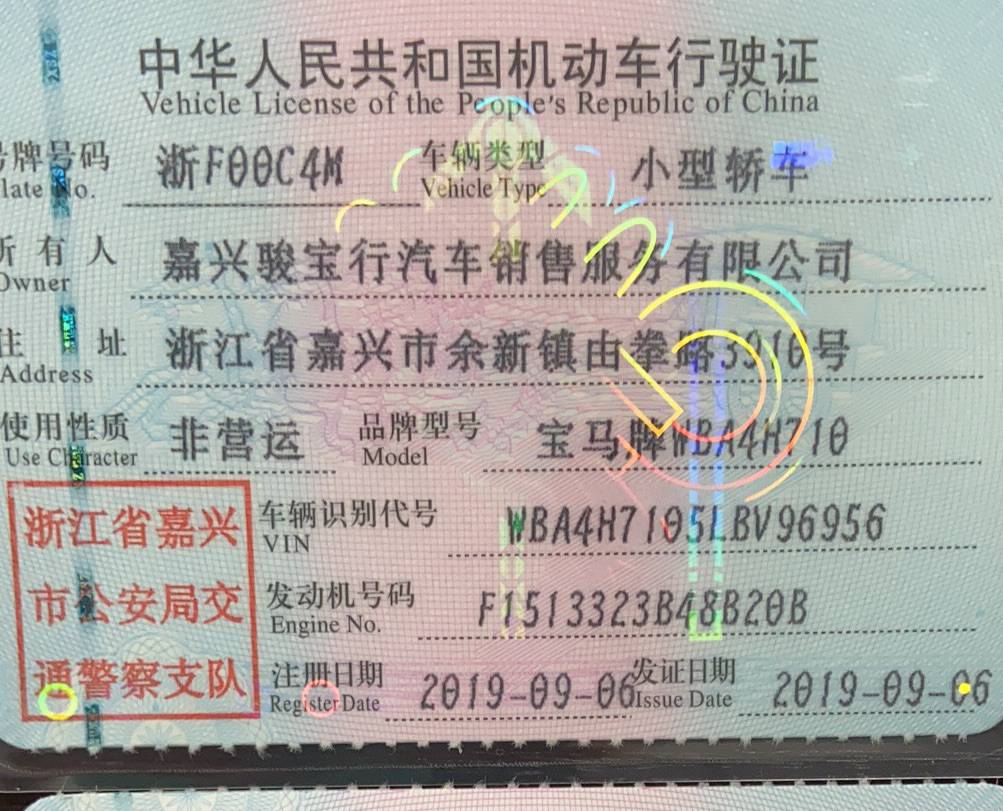 中华人民共和国机动车行驶证
Vehicle License of the People's Republic of China
号牌号码 浙F00C4M 车辆类型 小型轿车
Plate No. Vehicle Type
所有人 嘉兴骏宝行汽车销售服务有限公司
Owner
住址 浙江省嘉兴市余新镇由拳路3910号
Address
使用性质 非营运 品牌型号 宝马牌WBA4H710
Use Character Model
浙江省嘉兴
市公安局交
通警察支队
车辆识别代号 WBA4H7105LBV96956
VIN
发动机号码 F1513323B48B20B
Engine No.
注册日期 2019-09-06 发证日期 2019-09-06
Register Date Issue Date